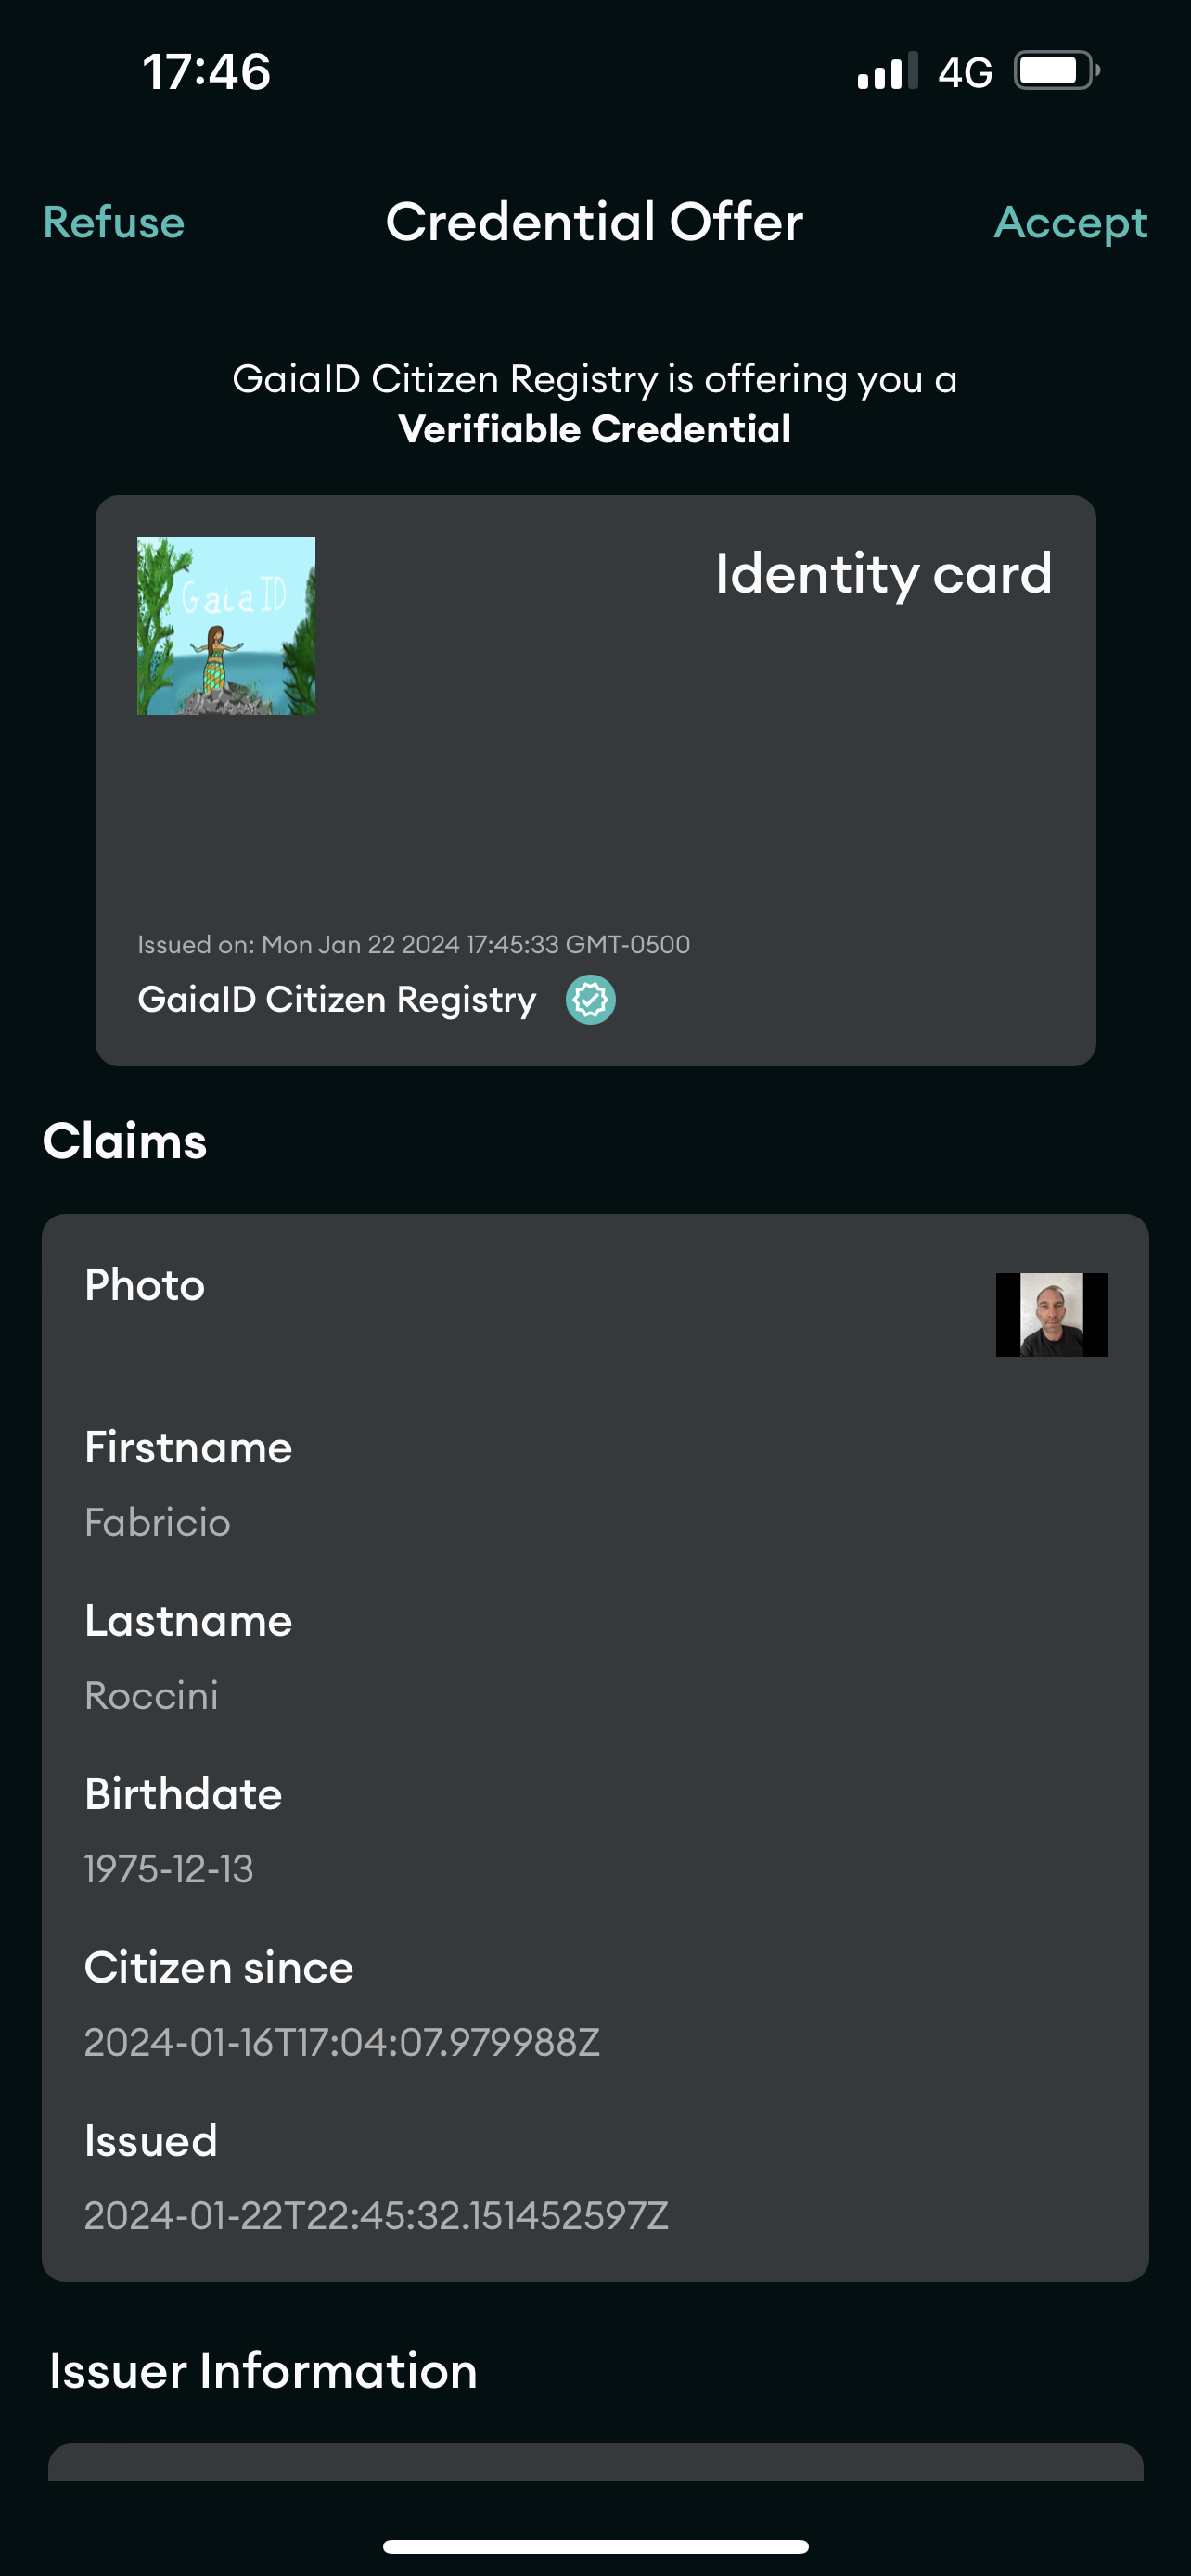 17:46
4G
Refuse
Credential Offer
Accept
GaiaID Citizen Registry is offering you a
Verifiable Credential
Gaia ID
Identity card
Issued on: Mon Jan 22 2024 17:45:33 GMT-0500
GaiaID Citizen Registry
Claims
Photo
Firstname
Fabricio
Lastname
Roccini
Birthdate
1975-12-13
Citizen since
2024-01-16T17:04:07.979988Z
Issued
2024-01-22T22:45:32.151452597Z
Issuer Information